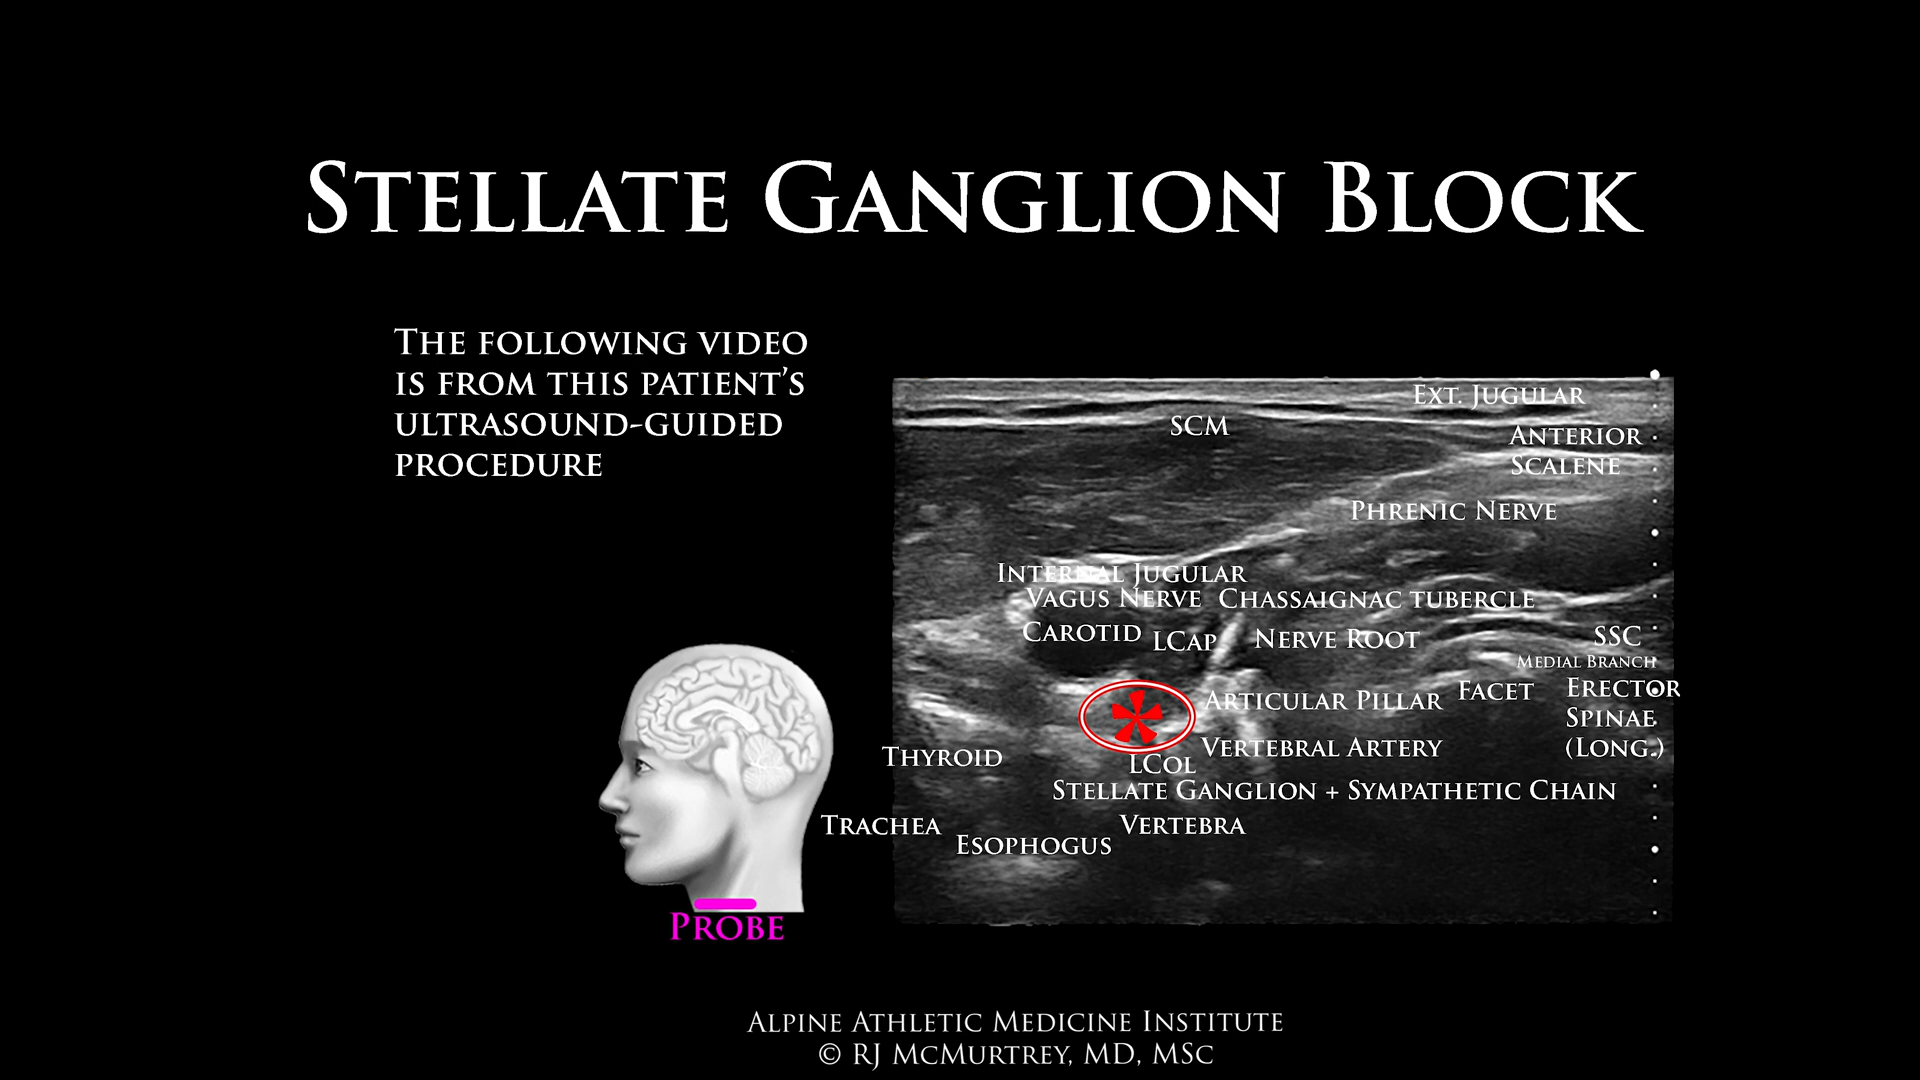 Stellate Ganglion Block
The following video
is from this patient's
ultrasound-guided
procedure
Ext. Jugular
SCM
Anterior
Scalene
Phrenic Nerve
Internal Jugular
Vagus Nerve
Chassaignac tubercle
Carotid
LCap
Nerve Root
SSC
Medial Branch
Articular Pillar
Facet
Erector
Spinae
(Long.)
Thyroid
LCol
Vertebral Artery
Stellate Ganglion + Sympathetic Chain
Trachea
Esophogus
Vertebra
Probe
Alpine Athletic Medicine Institute
© RJ McMurtrey, MD, MSc